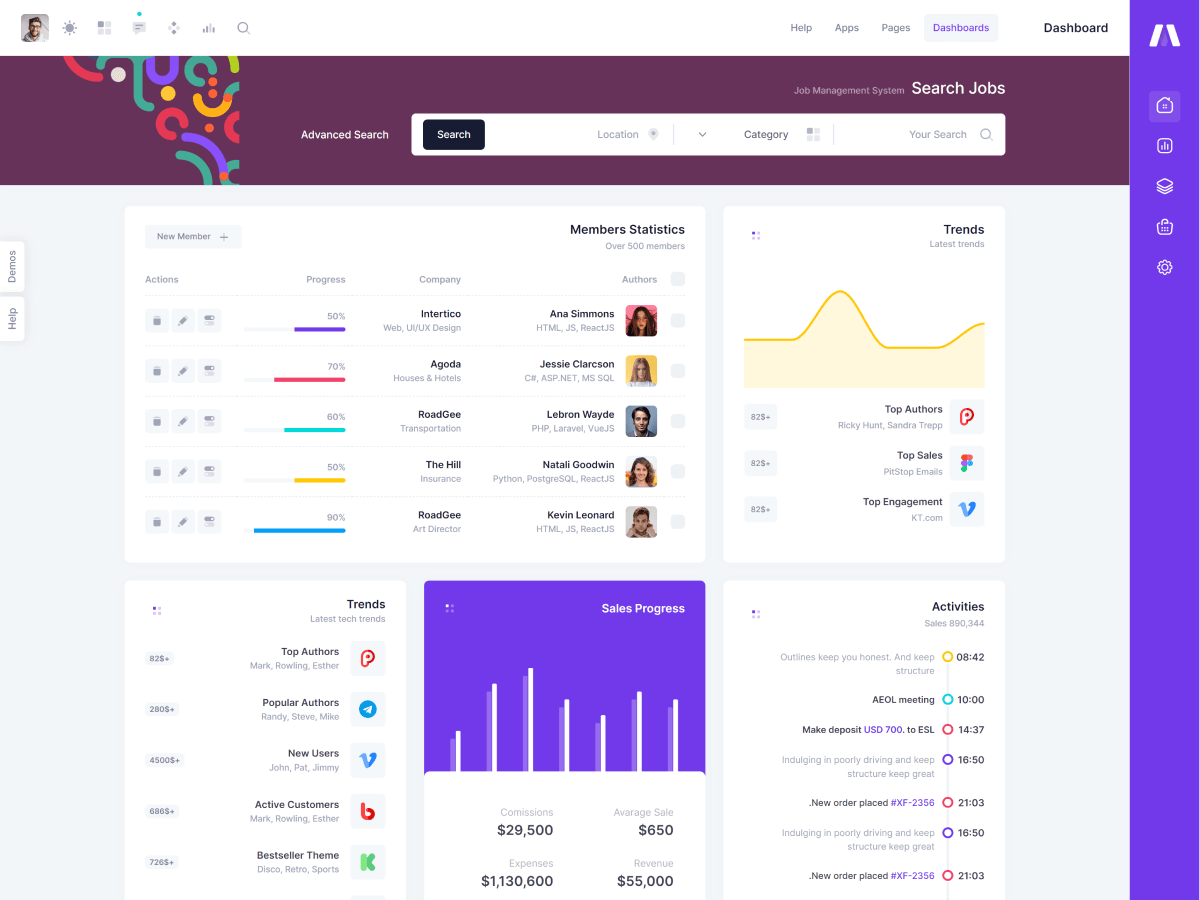 Help
Apps
Pages
Dashboards
Dashboard
Job Management System Search Jobs
Advanced Search
Search
Location
Category
Your Search
Demos
Help
New Member
Members Statistics
Over 500 members
Actions
Progress
Company
Authors
50%
Intertico
Web, UI/UX Design
Ana Simmons
HTML, JS, ReactJS
70%
Agoda
Houses & Hotels
Jessie Clarcson
C#, ASP.NET, MS SQL
60%
RoadGee
Transportation
Lebron Wayde
PHP, Laravel, VueJS
50%
The Hill
Insurance
Natali Goodwin
Python, PostgreSQL, ReactJS
90%
RoadGee
Art Director
Kevin Leonard
HTML, JS, ReactJS
Trends
Latest trends
82$+
Top Authors
Ricky Hunt, Sandra Trepp
82$+
Top Sales
PitStop Emails
82$+
Top Engagement
KT.com
Trends
Latest tech trends
82$+
Top Authors
Mark, Rowling, Esther
280$+
Popular Authors
Randy, Steve, Mike
4500$+
New Users
John, Pat, Jimmy
686$+
Active Customers
Mark, Rowling, Esther
726$+
Bestseller Theme
Disco, Retro, Sports
Sales Progress
Comissions
$29,500
Avarage Sale
$650
Expenses
$1,130,600
Revenue
$55,000
Activities
Sales 890,344
Outlines keep you honest. And keep
structure
08:42
AEOL meeting
10:00
Make deposit USD 700. to ESL
14:37
Indulging in poorly driving and keep
structure keep great
16:50
.New order placed #XF-2356
21:03
Indulging in poorly driving and keep
structure keep great
16:50
.New order placed #XF-2356
21:03